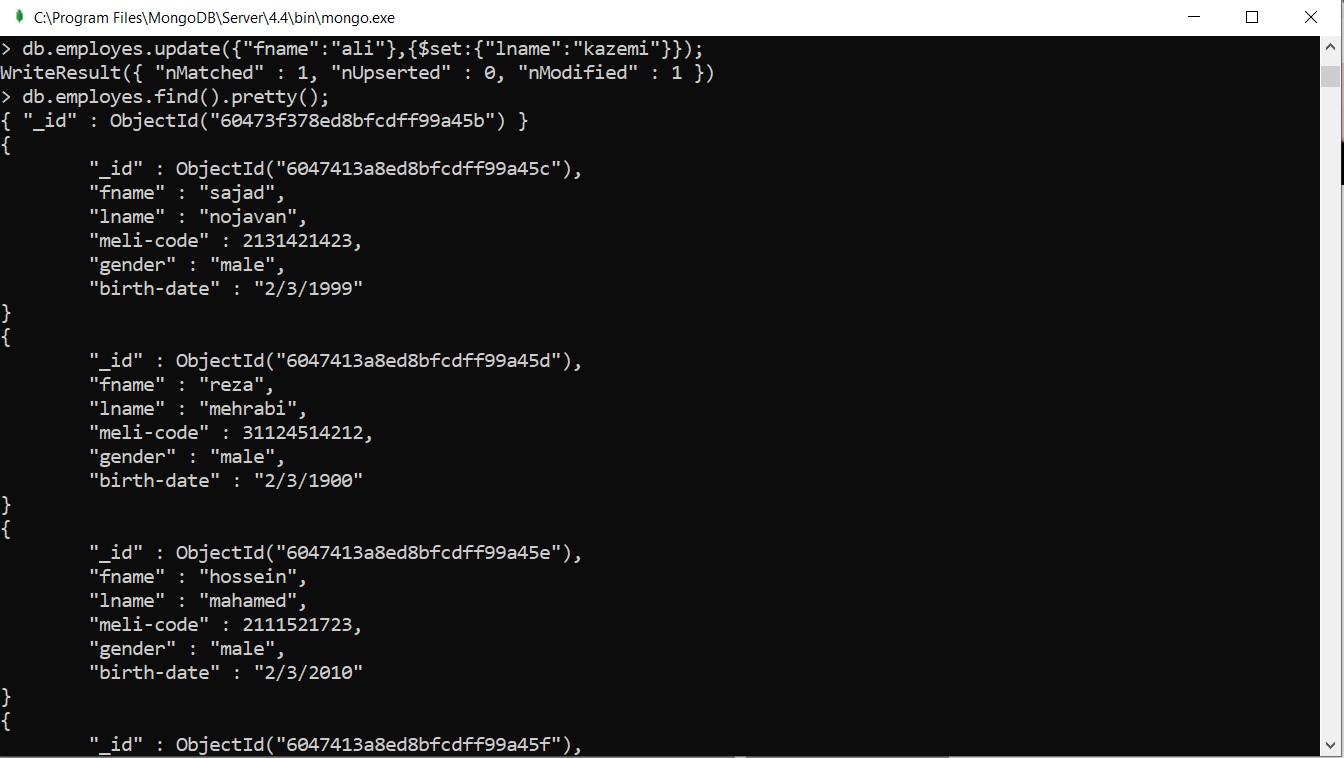 C:\Program Files\MongoDB\Server\4.4\bin\mongo.exe
> db.employes.update({"fname":"ali"},{$set:{"lname":"kazemi"}});
WriteResult({ "nMatched" : 1, "nUpserted" : 0, "nModified" : 1 })
> db.employes.find().pretty();
{ "_id" : ObjectId("60473f378ed8bfcdff99a45b") }
{
        "_id" : ObjectId("6047413a8ed8bfcdff99a45c"),
        "fname" : "sajad",
        "lname" : "nojavan",
        "meli-code" : 2131421423,
        "gender" : "male",
        "birth-date" : "2/3/1999"
}
{
        "_id" : ObjectId("6047413a8ed8bfcdff99a45d"),
        "fname" : "reza",
        "lname" : "mehrabi",
        "meli-code" : 31124514212,
        "gender" : "male",
        "birth-date" : "2/3/1900"
}
{
        "_id" : ObjectId("6047413a8ed8bfcdff99a45e"),
        "fname" : "hossein",
        "lname" : "mahamed",
        "meli-code" : 2111521723,
        "gender" : "male",
        "birth-date" : "2/3/2010"
}
{
        "_id" : ObjectId("6047413a8ed8bfcdff99a45f"),